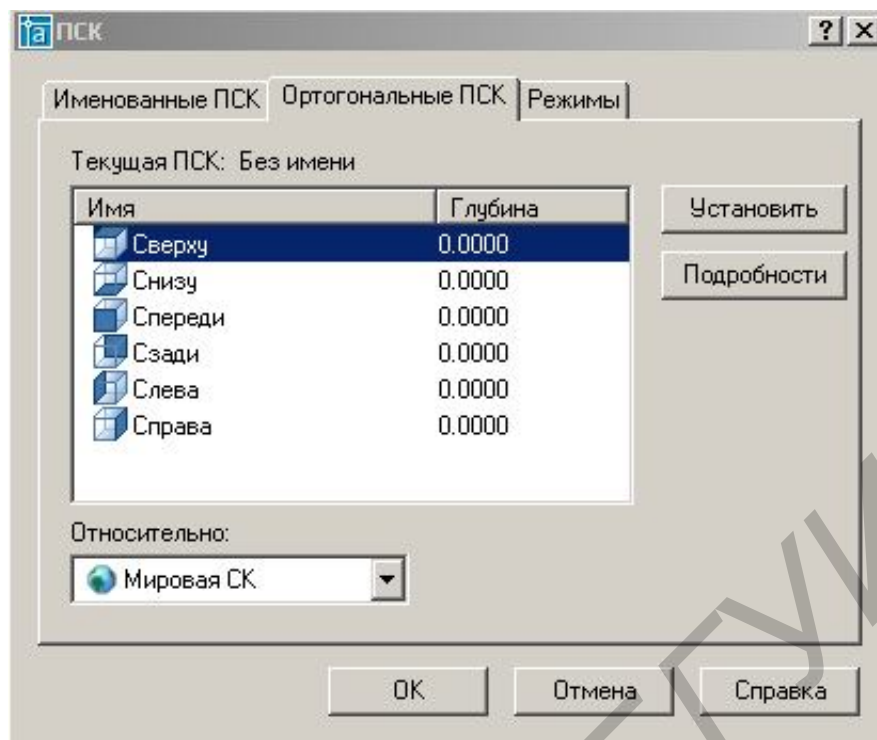 ПСК
Именованные ПСК Ортогональные ПСК Режимы
Текущая ПСК: Без имени
Имя Глубина
Сверху 0.0000
Снизу 0.0000
Спереди 0.0000
Сзади 0.0000
Слева 0.0000
Справа 0.0000
Установить
Подробности
Относительно:
Мировая СК
ОК Отмена Справка